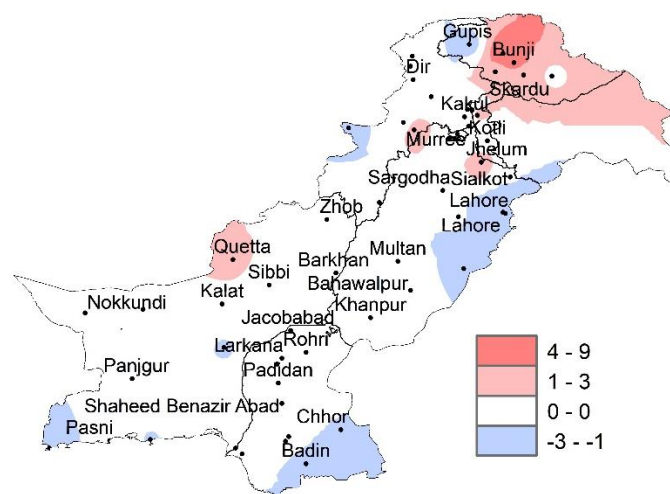 Gupis
Bunji
Dir
Skardu
Kakul
Kotli
Murree
Jhelum
Sargodha
Sialkot
Zhob
Lahore
Lahore
Quetta
Multan
Barkhan
Sibbi
Bahawalpur
Nokkundi
Kalat
Khanpur
Jacobabad
Larkana
Rohri
Panjgur
Padidan
Shaheed Benazir Abad
Chhor
Pasni
Badin
4 - 9
1 - 3
0 - 0
-3 - -1